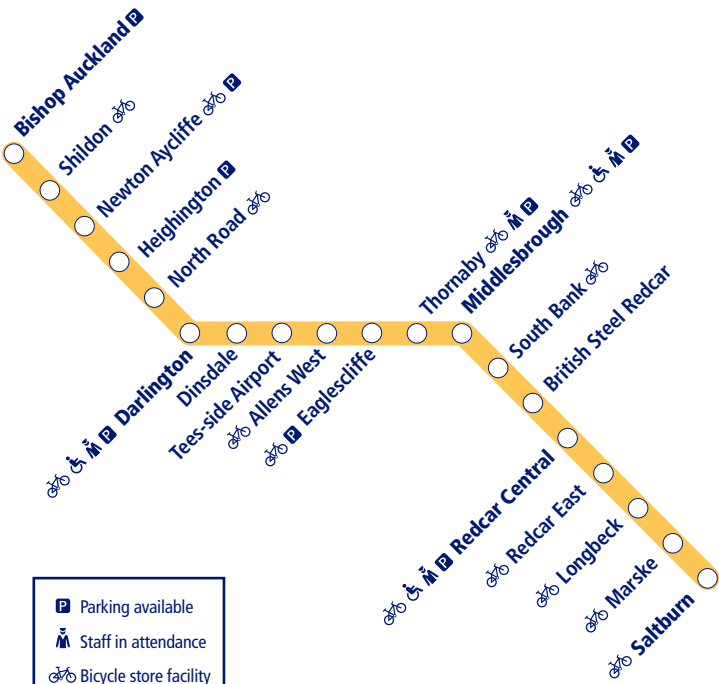 Bishop Auckland P
Shildon
Newton Aycliffe P
Heighington P
North Road
Darlington P
Dinsdale
Tees-side Airport
Allens West
Eaglescliffe P
Thornaby P
Middlesbrough P
South Bank
British Steel Redcar
Redcar Central P
Redcar East
Longbeck
Marske
Saltburn
P Parking available
Staff in attendance
Bicycle store facility